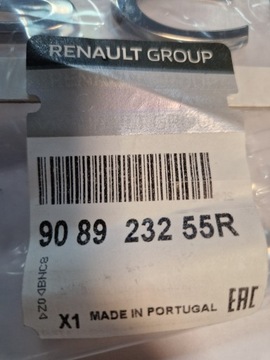 RENAULT GROUP
90 89 232 55R
X1 MADE IN PORTUGAL
EAC